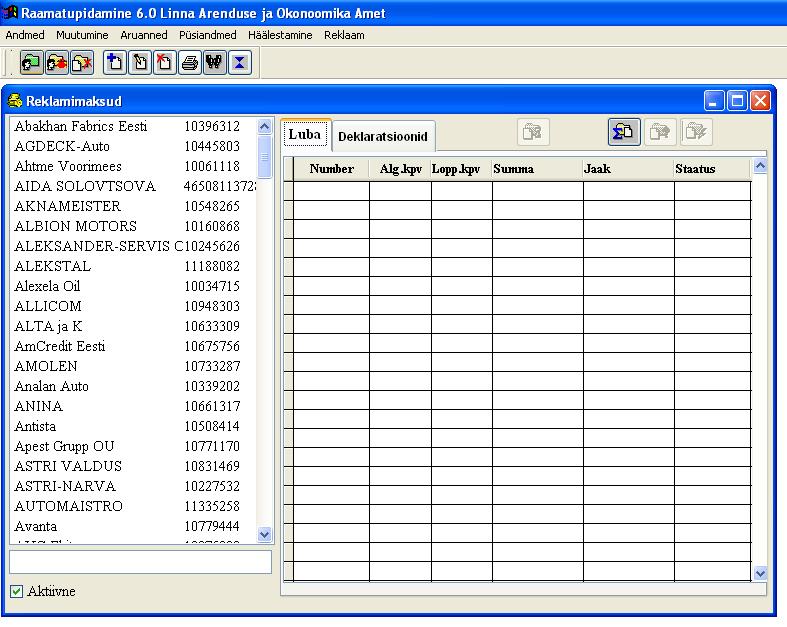 Raamatupidamine 6.0 Linna Arenduse ja Okonoomika Amet
Andmed Muutumine Aruanned Püsiandmed Häälestamine Reklaam
Reklamimaksud
Luba Deklaratsioonid
Number Alg.kpv Lopp.kpv Summa Jaak Staatus
Abakhan Fabrics Eesti 10396312
AGDECK-Auto 10445803
Ahtme Voorimees 10061118
AIDA SOLOVTSOVA 46508113728
AKNAMEISTER 10548265
ALBION MOTORS 10160868
ALEKSANDER-SERVIS O 10245626
ALEKSTAL 11188082
Alexela Oil 10034715
ALLICOM 10948303
ALTA ja K 10633309
AmCredit Eesti 10675756
AMOLEN 10733287
Analan Auto 10339202
ANINA 10661317
Antista 10508414
Apest Grupp OU 10771170
ASTRI VALDUS 10831469
ASTRI-NARVA 10227532
AUTOMAISTRO 11335258
Avanta 10779444
Aktiivne